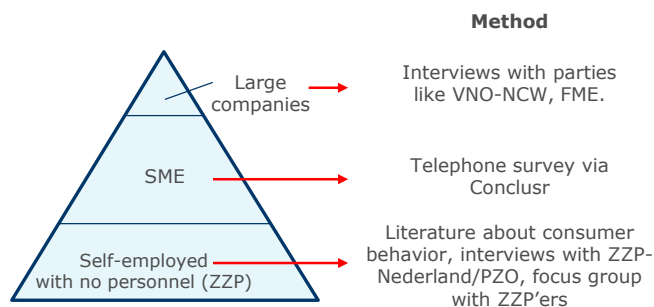 Method
Large
companies
Interviews with parties
like VNO-NCW, FME.
SME
Telephone survey via
Conclusr
Self-employed
with no personnel (ZZP)
Literature about consumer
behavior, interviews with ZZP-
Nederland/PZO, focus group
with ZZP'ers